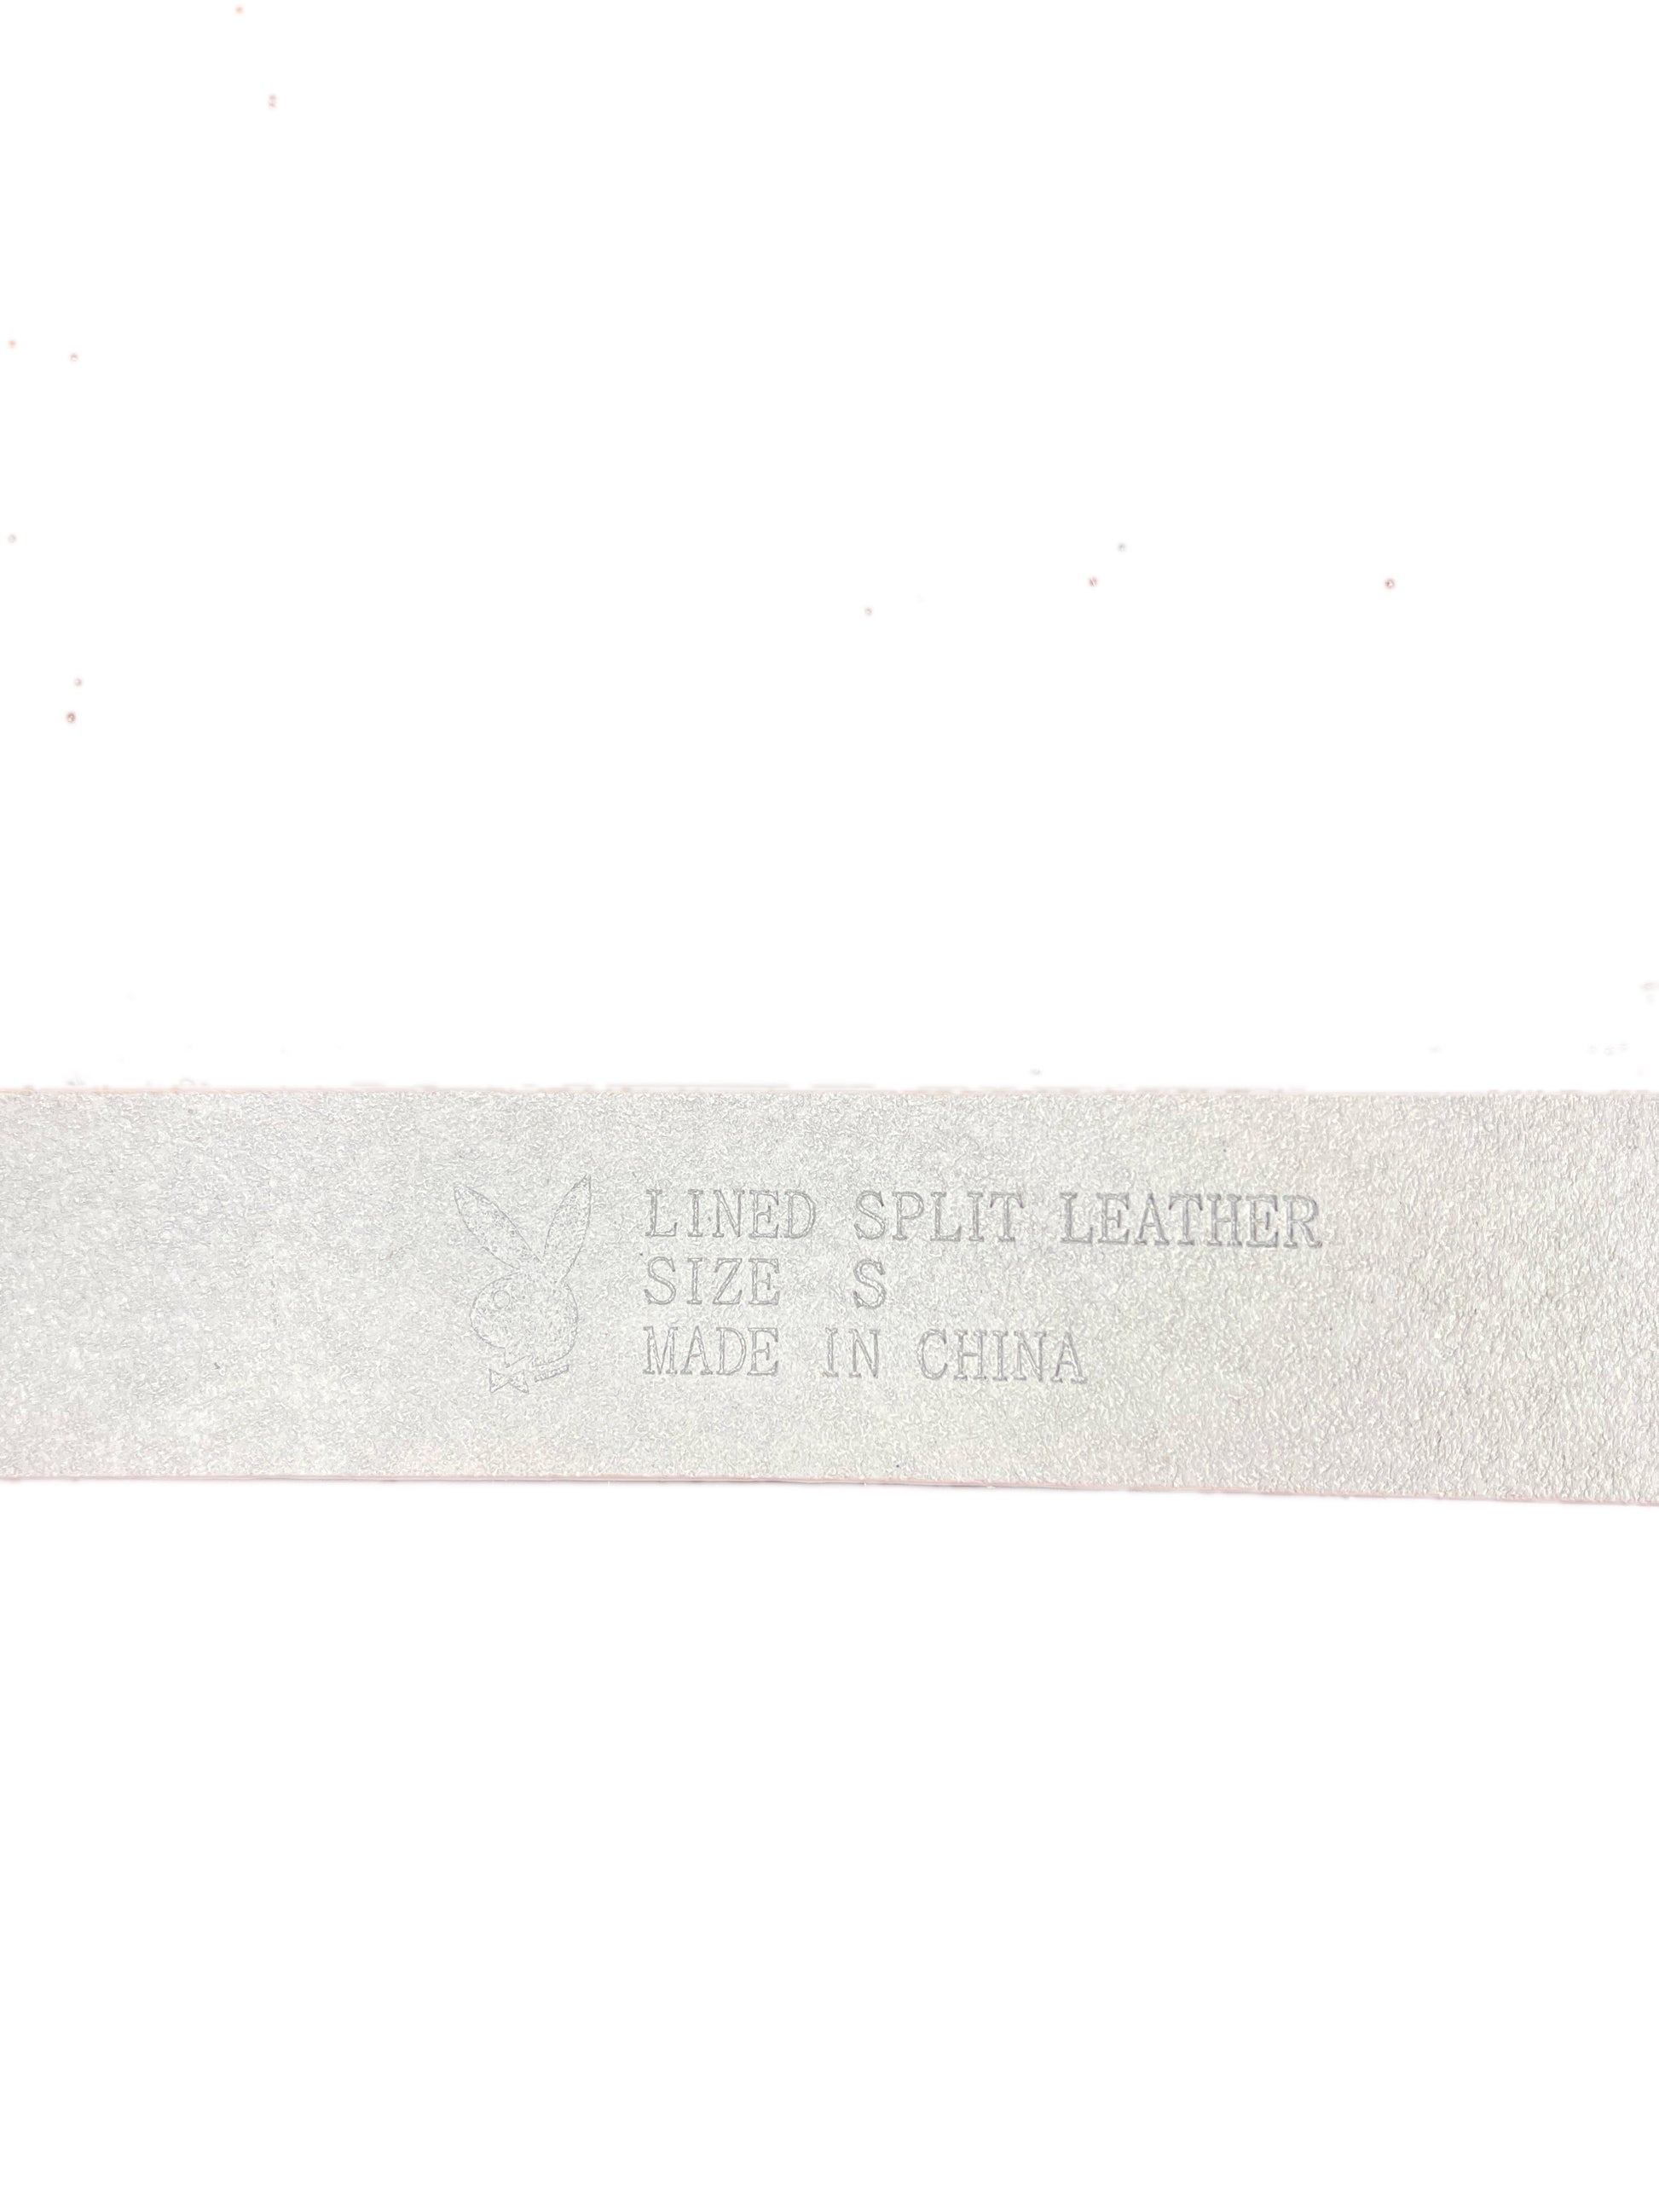 LINED SPLIT LEATHER
SIZE S
MADE IN CHINA